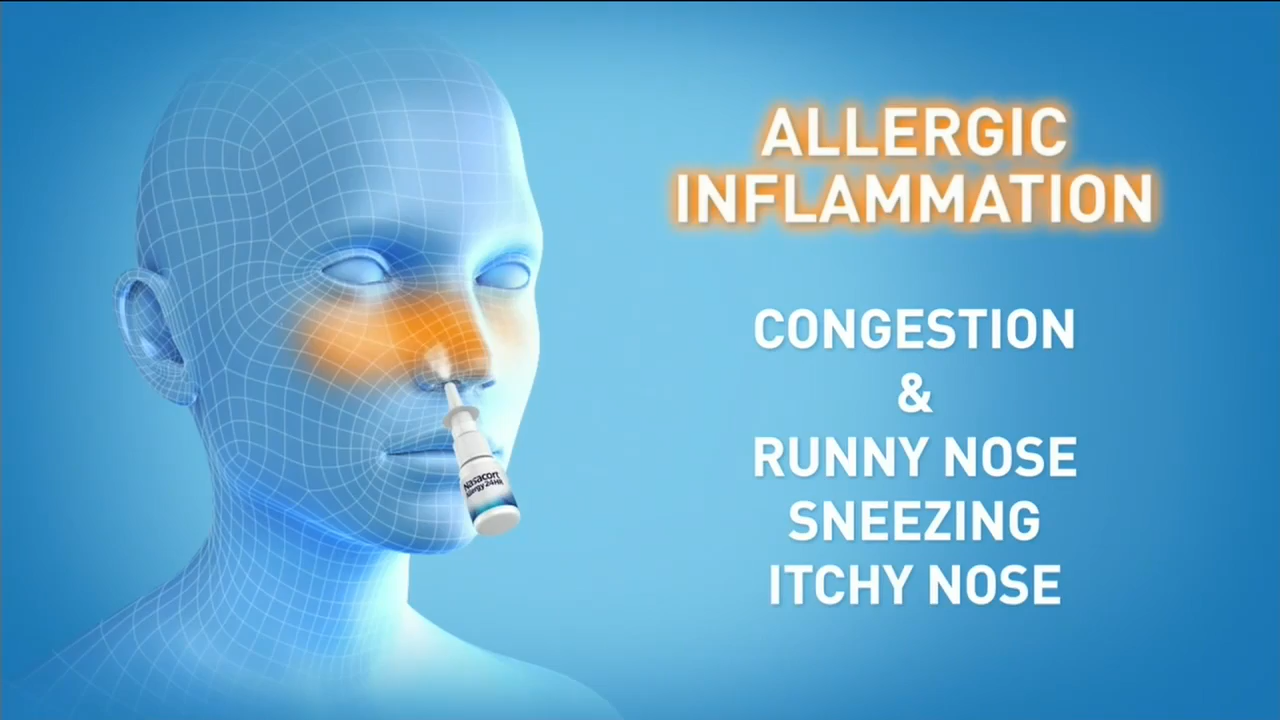 ALLERGIC
INFLAMMATION
CONGESTION
&
RUNNY NOSE
SNEEZING
ITCHY NOSE
Nasacort
Allergy 24HR